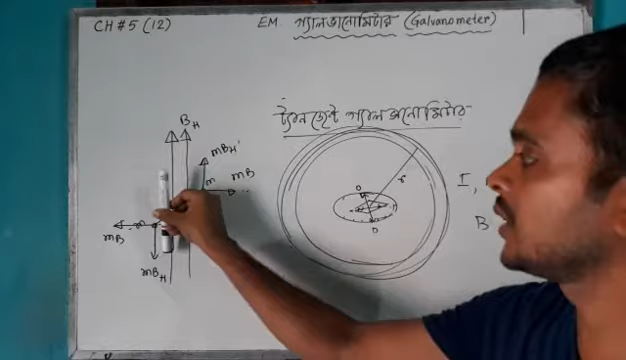 CH # 5 (12)
EM. গ্যালভানোমিটার (Galvanometer)
ট্যানজেন্ট গ্যালভানোমিটার
B_H
mB_H'
m mB
m
mB
mB_H
r
O
O
I,
B